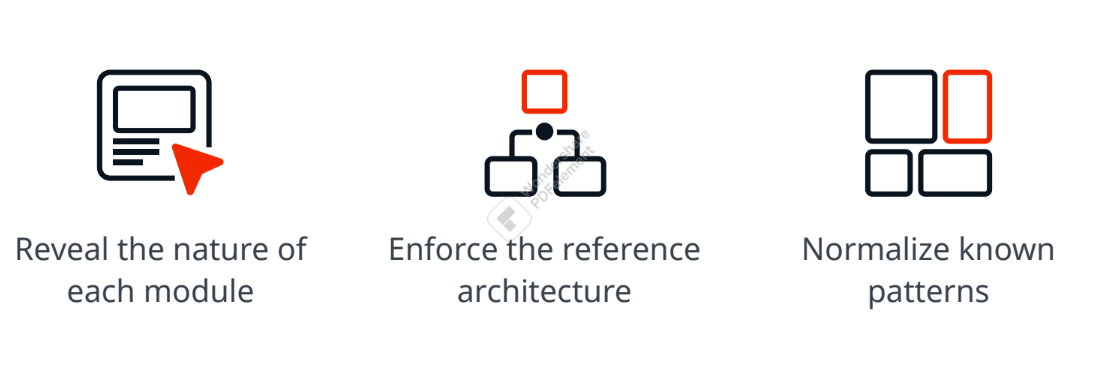 Reveal the nature of
each module
Enforce the reference
architecture
Normalize known
patterns
Wondershare
PDFelement